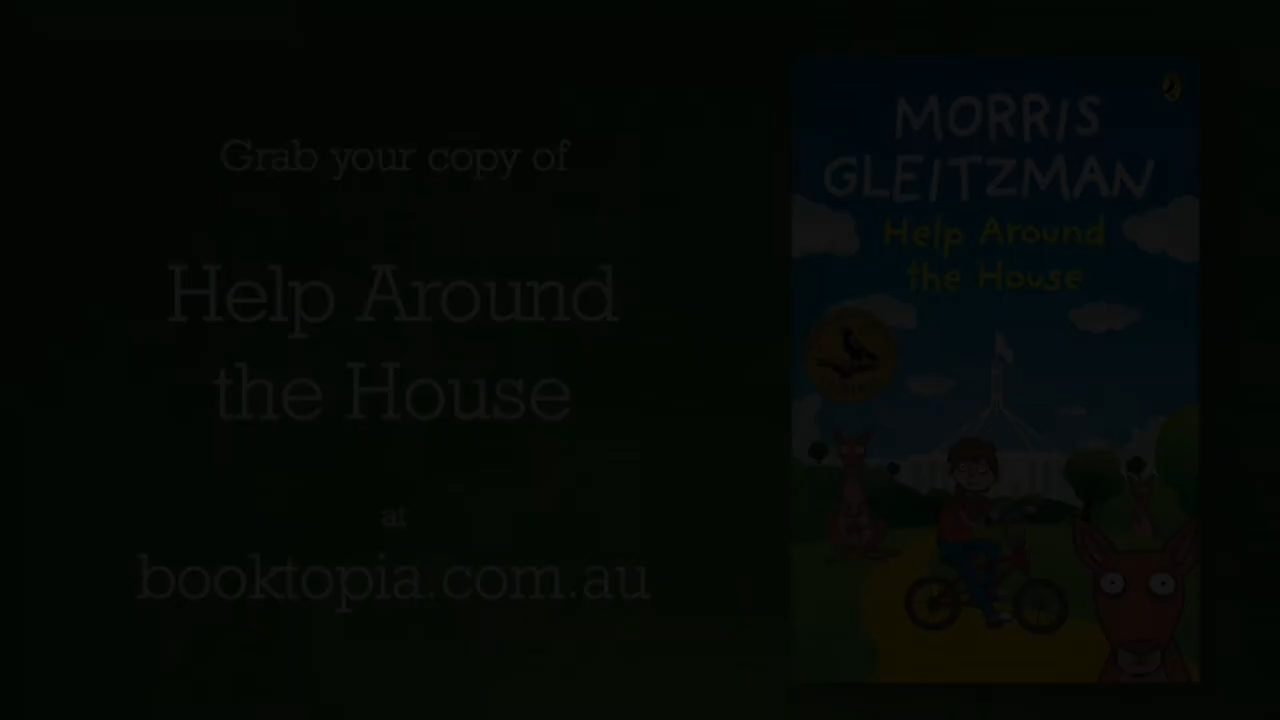 Grab your copy of
Help Around
the House
at
booktopia.com.au
MORRIS
GLEITZMAN
Help Around
the House